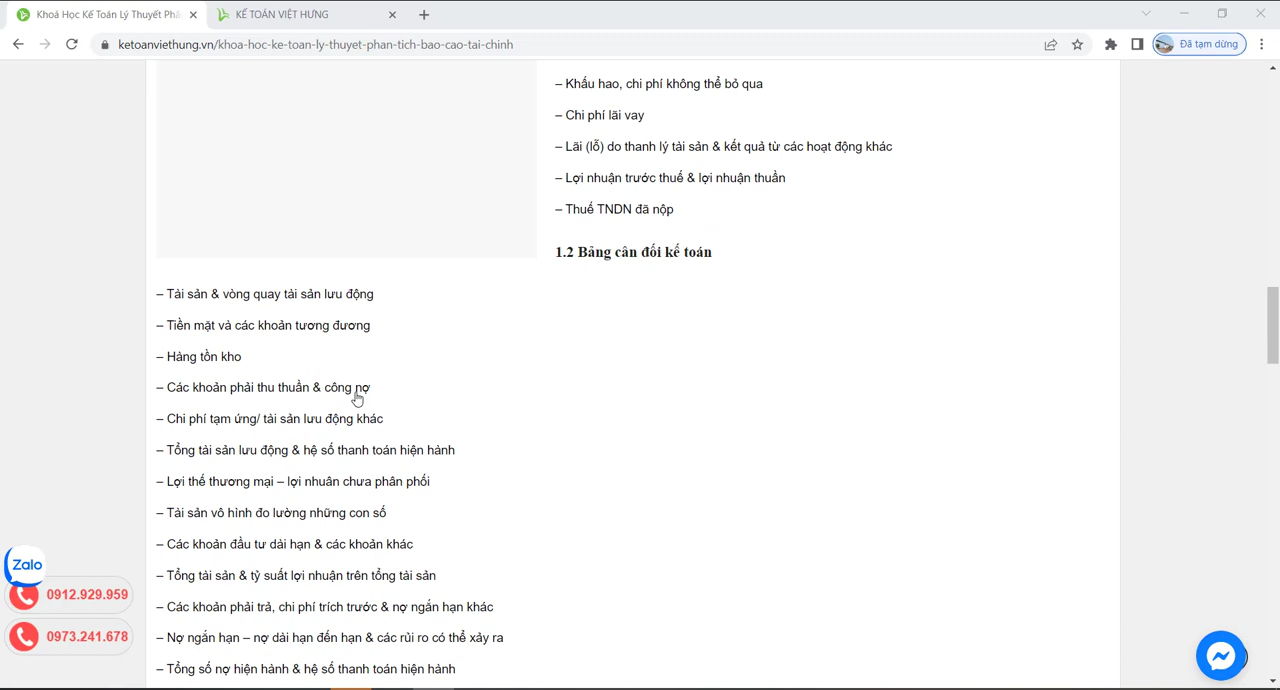 Khoá Học Kế Toán Lý Thuyết Phâ
KẾ TOÁN VIỆT HƯNG
ketoanviethung.vn/khoa-hoc-ke-toan-ly-thuyet-phan-tich-bao-cao-tai-chinh
Đã tạm dừng
– Khấu hao, chi phí không thể bỏ qua
– Chi phí lãi vay
– Lãi (lỗ) do thanh lý tài sản & kết quả từ các hoạt động khác
– Lợi nhuận trước thuế & lợi nhuận thuần
– Thuế TNDN đã nộp
1.2 Bảng cân đối kế toán
– Tài sản & vòng quay tài sản lưu động
– Tiền mặt và các khoản tương đương
– Hàng tồn kho
– Các khoản phải thu thuần & công nợ
– Chi phí tạm ứng/ tài sản lưu động khác
– Tổng tài sản lưu động & hệ số thanh toán hiện hành
– Lợi thế thương mại – lợi nhuân chưa phân phối
– Tài sản vô hình đo lường những con số
– Các khoản đầu tư dài hạn & các khoản khác
– Tổng tài sản & tỷ suất lợi nhuận trên tổng tài sản
– Các khoản phải trả, chi phí trích trước & nợ ngắn hạn khác
– Nợ ngắn hạn – nợ dài hạn đến hạn & các rủi ro có thể xảy ra
– Tổng số nợ hiện hành & hệ số thanh toán hiện hành
Zalo
0912.929.959
0973.241.678